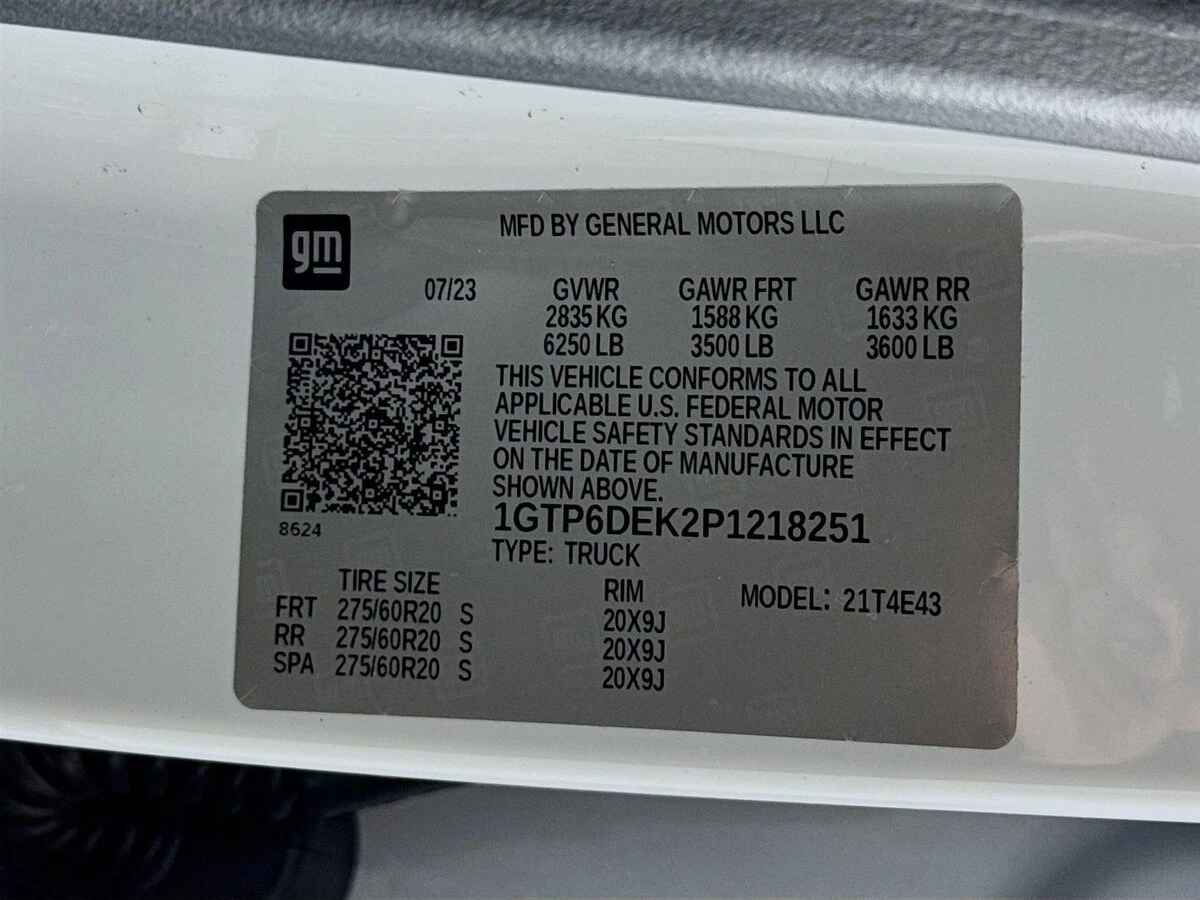 gm
MFD BY GENERAL MOTORS LLC
07/23 GVWR GAWR FRT GAWR RR
2835 KG 1588 KG 1633 KG
6250 LB 3500 LB 3600 LB
THIS VEHICLE CONFORMS TO ALL
APPLICABLE U.S. FEDERAL MOTOR
VEHICLE SAFETY STANDARDS IN EFFECT
ON THE DATE OF MANUFACTURE
SHOWN ABOVE.
8624
1GTP6DEK2P1218251
TYPE: TRUCK
TIRE SIZE RIM MODEL: 21T4E43
FRT 275/60R20 S 20X9J
RR 275/60R20 S 20X9J
SPA 275/60R20 S 20X9J